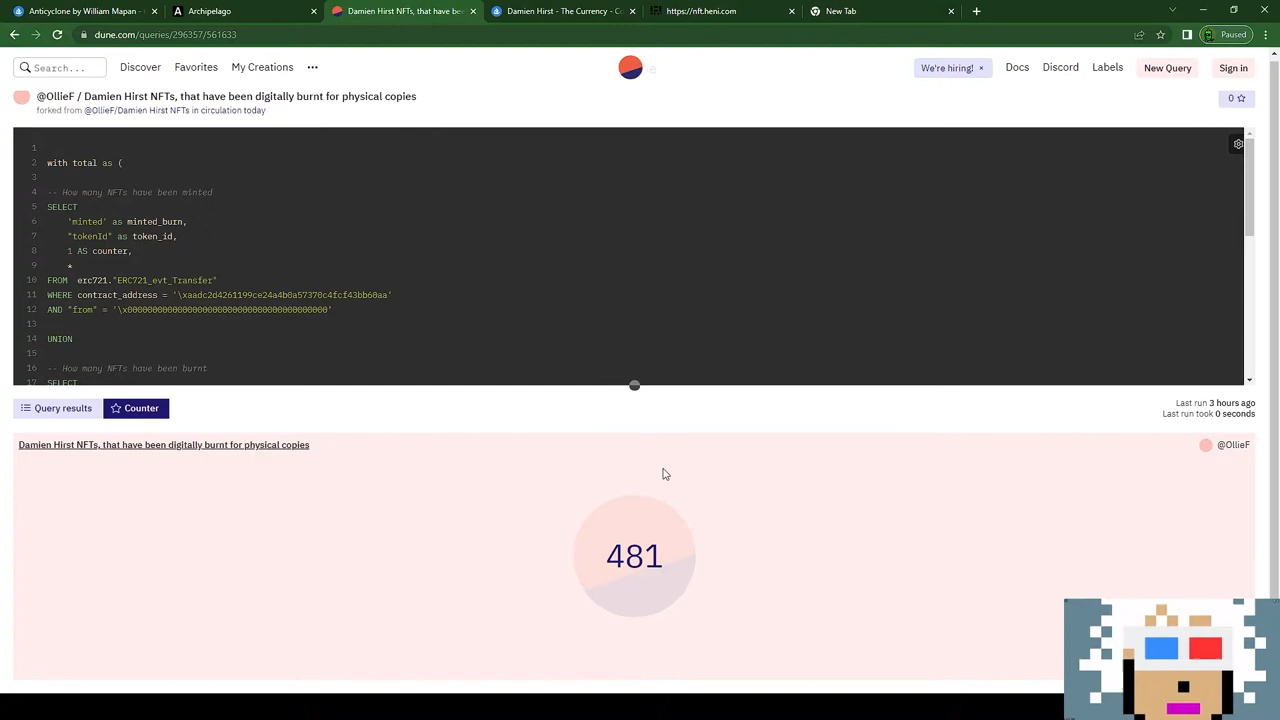 Anticyclone by William Mapan - C
Archipelago
Damien Hirst NFTs, that have bee
Damien Hirst - The Currency - Co
https://nft.heni.com
New Tab
dune.com/queries/296357/561633
Paused
Search...
Discover
Favorites
My Creations
We're hiring! ×
Docs
Discord
Labels
New Query
Sign in
@OllieF / Damien Hirst NFTs, that have been digitally burnt for physical copies
forked from @OllieF/Damien Hirst NFTs in circulation today
0
1
2 with total as (
3
4 -- How many NFTs have been minted
5 SELECT
6 'minted' as minted_burn,
7 "tokenId" as token_id,
8 1 AS counter,
9 *
10 FROM erc721."ERC721_evt_Transfer"
11 WHERE contract_address = '\xaadc2d4261199ce24a4b0a57370c4fcf43bb60aa'
12 AND "from" = '\x0000000000000000000000000000000000000000'
13
14 UNION
15
16 -- How many NFTs have been burnt
17 SELECT
Query results
Counter
Last run 3 hours ago
Last run took 0 seconds
Damien Hirst NFTs, that have been digitally burnt for physical copies
@OllieF
481